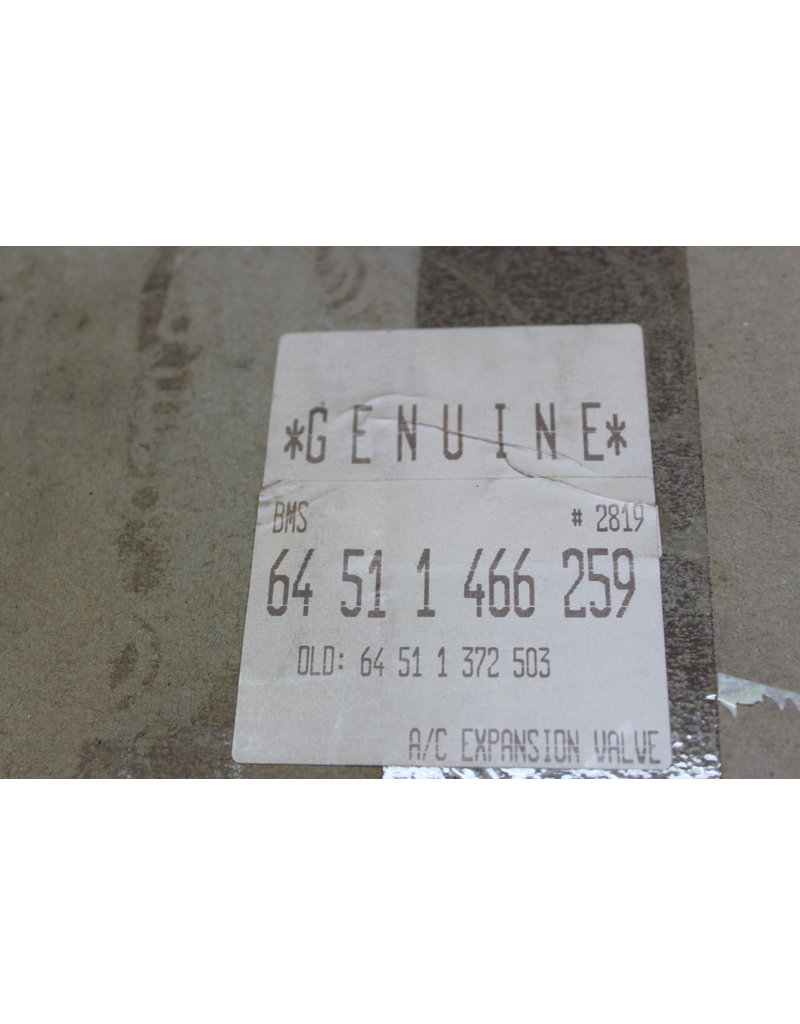 *GENUINE*
BMS # 2819
64 51 1 466 259
OLD: 64 51 1 372 503
A/C EXPANSION VALVE